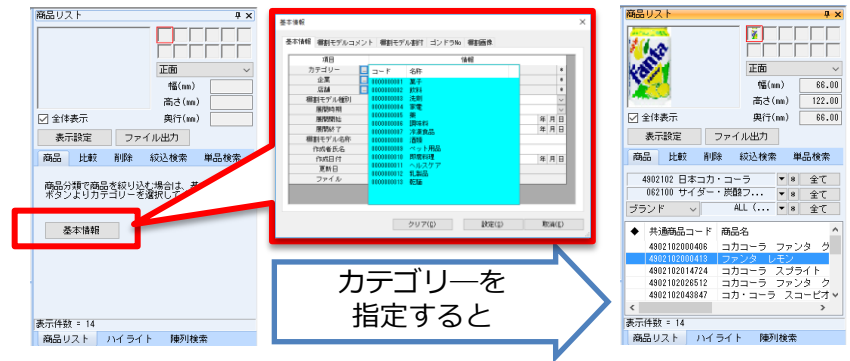 商品リスト
正面
幅(mm)
高さ(mm)
全体表示
奥行(mm)
表示設定
ファイル出力
商品 比較 削除 絞込検索 単品検索
商品分類で商品を絞り込む場合は、基
ボタンよりカテゴリーを選択して
基本情報
表示件数 = 14
商品リスト ハイライト 陳列検索
基本情報
基本情報 棚割モデルコメント 棚割モデル割付 ゴンドラNo 棚割画像
項目 情報
カテゴリー
企業
店舗
棚割モデル種別
展開時期
展開開始 年 月 日
展開終了 年 月 日
棚割モデル名称
作成者氏名
作成日付 年 月 日
更新日
ファイル
コード 名称
0000000001 菓子
0000000002 飲料
0000000003 洗剤
0000000004 家電
0000000005 薬
0000000006 調味料
0000000007 冷凍食品
0000000008 酒類
0000000009 ペット用品
0000000010 即席料理
0000000011 ヘルスケア
0000000012 乳製品
0000000013 乾麺
クリア(C) 設定(S) 取消(E)
カテゴリ―を
指定すると
商品リスト
Fanta
正面
幅(mm) 66.00
高さ(mm) 122.00
全体表示
奥行(mm) 66.00
表示設定
ファイル出力
商品 比較 削除 絞込検索 単品検索
4902102 日本コカ・コーラ * 全て
062100 サイダー・炭酸フ... * 全て
ブランド ALL (... * 全て
◆ 共通商品コード 商品名
4902102000406 コカコーラ ファンタ グ
4902102000413 ファンタ レモン
4902102014724 コカコーラ スプライト
4902102026512 コカコーラ ファンタ ク
4902102043847 コカ・コーラ スコービオ
表示件数 = 14
商品リスト ハイライト 陳列検索